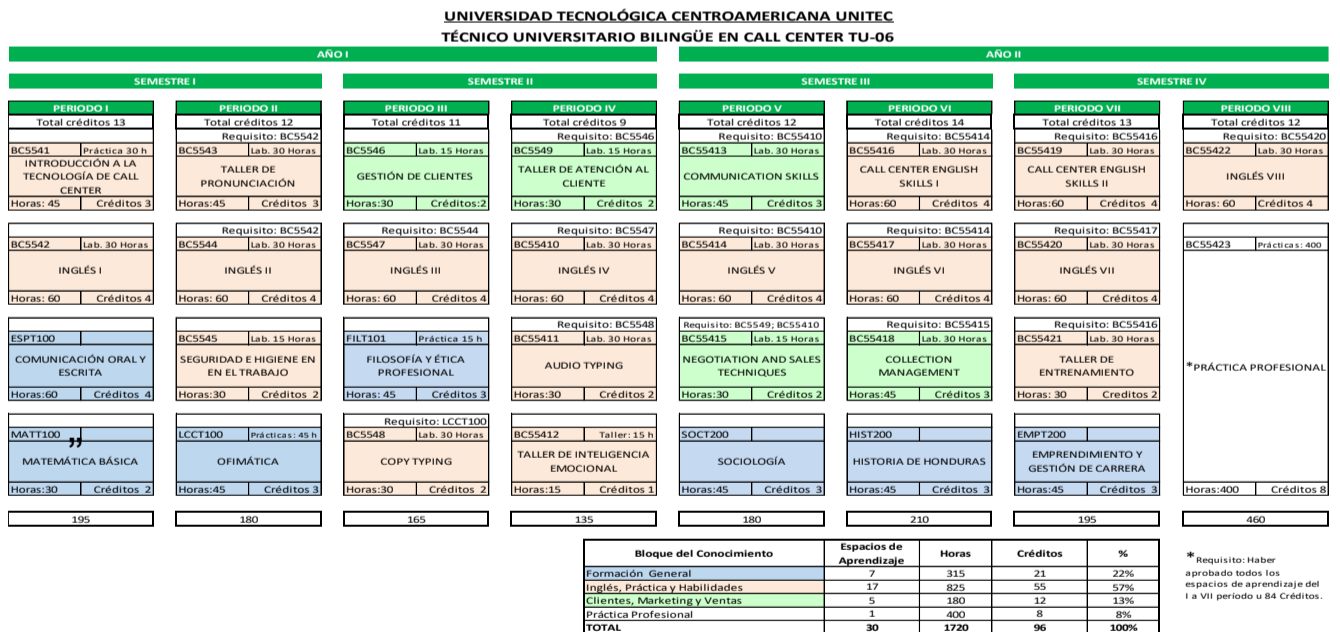 UNIVERSIDAD TECNOLÓGICA CENTROAMERICANA UNITEC
TÉCNICO UNIVERSITARIO BILINGÜE EN CALL CENTER TU-06
AÑO I
AÑO II
SEMESTRE I
SEMESTRE II
SEMESTRE III
SEMESTRE IV
PERIODO I
Total créditos 13
BC5541 Práctica 30 h
INTRODUCCIÓN A LA
TECNOLOGÍA DE CALL
CENTER
Horas: 45 Créditos 3
BC5542 Lab. 30 Horas
INGLÉS I
Horas: 60 Créditos 4
ESPT100
COMUNICACIÓN ORAL Y
ESCRITA
Horas:60 Créditos 4
MATT100
”
MATEMÁTICA BÁSICA
Horas:30 Créditos 2
195
PERIODO II
Total créditos 12
Requisito: BC5542
BC5543 Lab. 30 Horas
TALLER DE
PRONUNCIACIÓN
Horas:45 Créditos 3
Requisito: BC5542
BC5544 Lab. 30 Horas
INGLÉS II
Horas: 60 Créditos 4
BC5545 Lab. 15 Horas
SEGURIDAD E HIGIENE EN
EN EL TRABAJO
Horas:30 Créditos 2
LCCT100 Prácticas: 45 h
OFIMÁTICA
Horas:45 Créditos 3
180
PERIODO III
Total créditos 11
BC5546 Lab. 15 Horas
GESTIÓN DE CLIENTES
Horas:30 Créditos:2
Requisito: BC5544
BC5547 Lab. 30 Horas
INGLÉS III
Horas: 60 Créditos 4
FILT101 Práctica 15 h
FILOSOFÍA Y ÉTICA
PROFESIONAL
Horas: 45 Créditos 3
Requisito: LCCT100
BC5548 Lab. 30 Horas
COPY TYPING
Horas:30 Créditos 2
165
PERIODO IV
Total créditos 9
Requisito: BC5546
BC5549 Lab. 15 Horas
TALLER DE ATENCIÓN AL
CLIENTE
Horas:30 Créditos 2
Requisito: BC5547
BC55410 Lab. 30 Horas
INGLÉS IV
Horas: 60 Créditos 4
Requisito: BC5548
BC55411 Lab. 30 Horas
AUDIO TYPING
Horas:30 Créditos 2
BC55412 Taller: 15 h
TALLER DE INTELIGENCIA
EMOCIONAL
Horas:15 Créditos 1
135
PERIODO V
Total créditos 12
Requisito: BC55410
BC55413 Lab. 30 Horas
COMMUNICATION SKILLS
Horas:45 Créditos 3
Requisito: BC55410
BC55414 Lab. 30 Horas
INGLÉS V
Horas: 60 Créditos 4
Requisito: BC5549; BC55410
BC55415 Lab. 15 Horas
NEGOTIATION AND SALES
TECHNIQUES
Horas:30 Créditos 2
SOCT200
SOCIOLOGÍA
Horas:45 Créditos 3
180
PERIODO VI
Total créditos 14
Requisito: BC55414
BC55416 Lab. 30 Horas
CALL CENTER ENGLISH
SKILLS I
Horas:60 Créditos 4
Requisito: BC55414
BC55417 Lab. 30 Horas
INGLÉS VI
Horas: 60 Créditos 4
Requisito: BC55415
BC55418 Lab. 30 Horas
COLLECTION
MANAGEMENT
Horas:45 Créditos 3
HIST200
HISTORIA DE HONDURAS
Horas:45 Créditos 3
210
PERIODO VII
Total créditos 13
Requisito: BC55416
BC55419 Lab. 30 Horas
CALL CENTER ENGLISH
SKILLS II
Horas:60 Créditos 4
Requisito: BC55417
BC55420 Lab. 30 Horas
INGLÉS VII
Horas: 60 Créditos 4
Requisito: BC55416
BC55421 Lab. 30 Horas
TALLER DE
ENTRENAMIENTO
Horas: 30 Créditos 2
EMPT200
EMPRENDIMIENTO Y
GESTIÓN DE CARRERA
Horas:45 Créditos 3
195
PERIODO VIII
Total créditos 12
Requisito: BC55420
BC55422 Lab. 30 Horas
INGLÉS VIII
Horas: 60 Créditos 4
BC55423 Prácticas: 400
*PRÁCTICA PROFESIONAL
Horas:400 Créditos 8
460
Bloque del Conocimiento Espacios de Aprendizaje Horas Créditos %
Formación General 7 315 21 22%
Inglés, Práctica y Habilidades 17 825 55 57%
Clientes, Marketing y Ventas 5 180 12 13%
Práctica Profesional 1 400 8 8%
TOTAL 30 1720 96 100%
* Requisito: Haber
aprobado todos los
espacios de aprendizaje del
I a VII período u 84 Créditos.